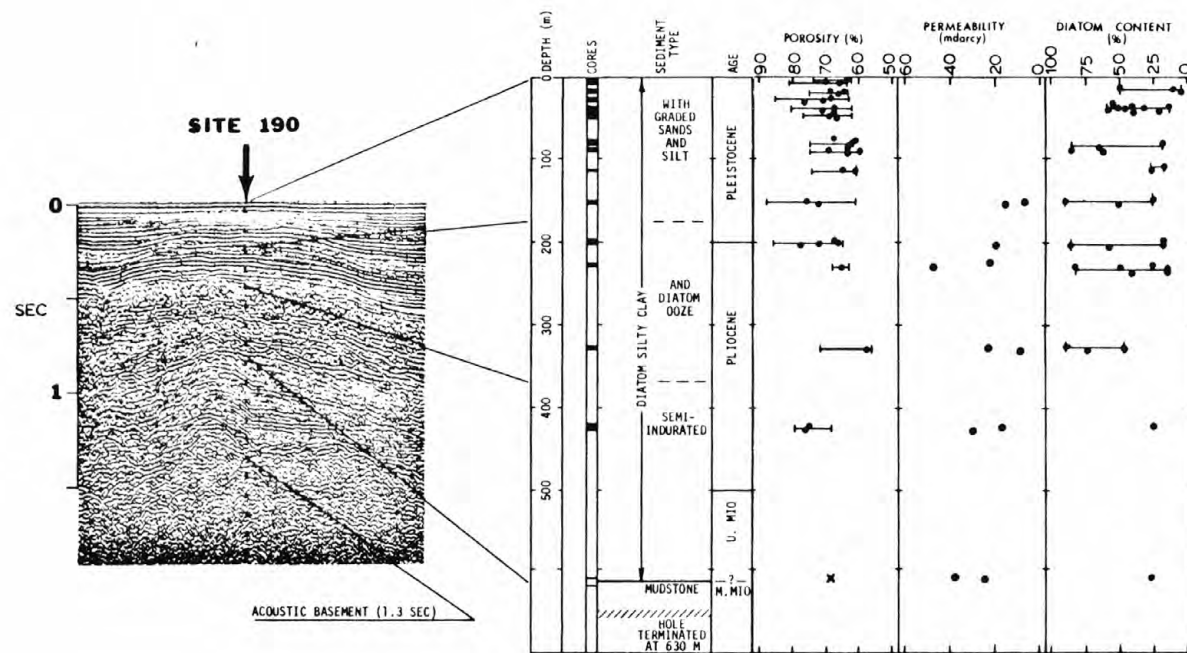 SITE 190
0
SEC
1
ACOUSTIC BASEMENT (1.3 SEC)
DEPTH (m)
CORES
SEDIMENT TYPE
AGE
POROSITY (%)
PERMEABILITY
(mdarcy)
DIATOM CONTENT
(%)
90 80 70 60 50
60 40 20 0
100 75 50 25 0
0
100
200
300
400
500
WITH
GRADED
SANDS
AND
SILT
AND
DIATOM
OOZE
SEMI-
INDURATED
DIATOM SILTY CLAY
MUDSTONE
HOLE
TERMINATED
AT 630 M
PLEISTOCENE
PLIOCENE
U. MIO
?
M.MIO